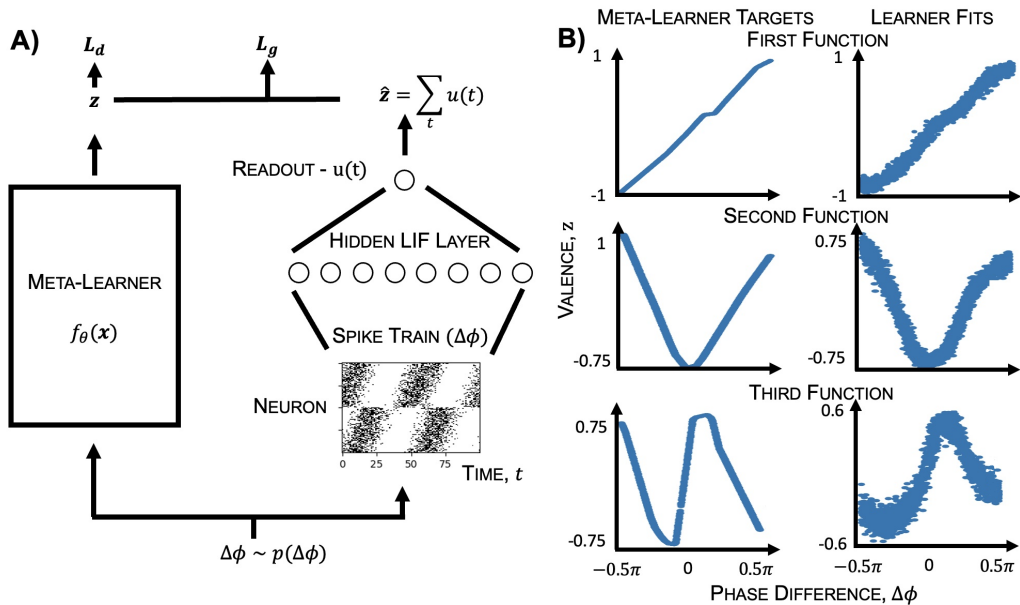 A)
L_d
L_g
z
ẑ = ∑_t u(t)
READOUT - u(t)
HIDDEN LIF LAYER
META-LEARNER
f_θ(x)
SPIKE TRAIN (Δϕ)
NEURON
0 25 50 75
TIME, t
Δϕ ~ p(Δϕ)
B)
META-LEARNER TARGETS
LEARNER FITS
FIRST FUNCTION
1
-1
1
-1
SECOND FUNCTION
1
-0.75
0.75
-0.75
VALENCE, z
THIRD FUNCTION
0.75
-0.75
0.6
-0.6
−0.5π 0 0.5π
−0.5π 0 0.5π
PHASE DIFFERENCE, Δϕ